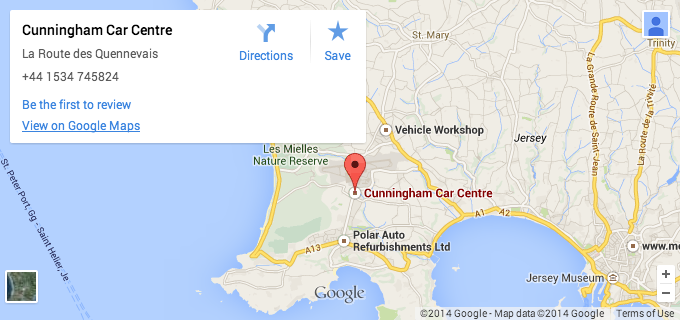 Cunningham Car Centre
La Route des Quennevais
+44 1534 745824
Be the first to review
View on Google Maps
Directions
Save
St. Mary
Trinity
La Grande Route de Saint-Jean
La Route de la Trinité
Vehicle Workshop
Jersey
Les Mielles
Nature Reserve
Cunningham Car Centre
St. Peter Port, Gg - Saint Helier, Je
A1
A2
Polar Auto
Refurbishments Ltd
A13
www.mo
Jersey Museum
Google
+
−
©2014 Google - Map data ©2014 Google
Terms of Use